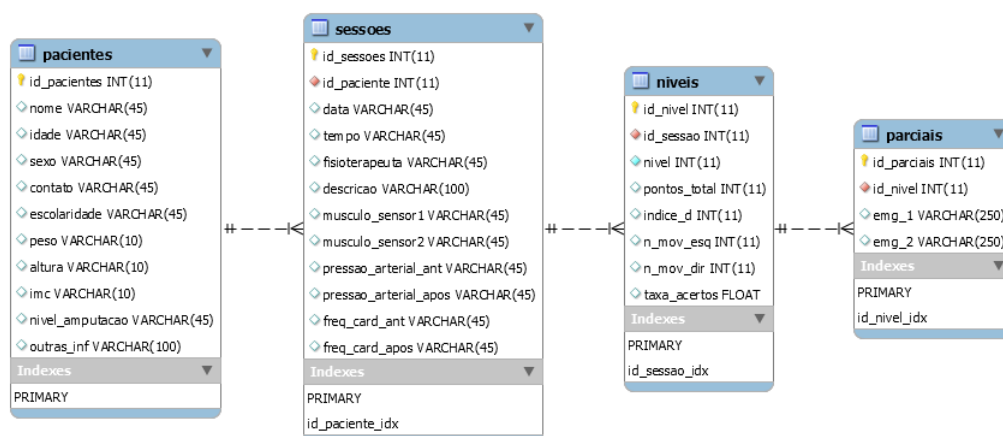 pacientes
id_pacientes INT(11)
nome VARCHAR(45)
idade VARCHAR(45)
sexo VARCHAR(45)
contato VARCHAR(45)
escolaridade VARCHAR(45)
peso VARCHAR(10)
altura VARCHAR(10)
imc VARCHAR(10)
nivel_amputacao VARCHAR(45)
outras_inf VARCHAR(100)
Indexes
PRIMARY
sessoes
id_sessoes INT(11)
id_paciente INT(11)
data VARCHAR(45)
tempo VARCHAR(45)
fisioterapeuta VARCHAR(45)
descricao VARCHAR(100)
musculo_sensor1 VARCHAR(45)
musculo_sensor2 VARCHAR(45)
pressao_arterial_ant VARCHAR(45)
pressao_arterial_apos VARCHAR(45)
freq_card_ant VARCHAR(45)
freq_card_apos VARCHAR(45)
Indexes
PRIMARY
id_paciente_idx
niveis
id_nivel INT(11)
id_sessao INT(11)
nivel INT(11)
pontos_total INT(11)
indice_d INT(11)
n_mov_esq INT(11)
n_mov_dir INT(11)
taxa_acertos FLOAT
Indexes
PRIMARY
id_sessao_idx
parciais
id_parciais INT(11)
id_nivel INT(11)
emg_1 VARCHAR(250)
emg_2 VARCHAR(250)
Indexes
PRIMARY
id_nivel_idx